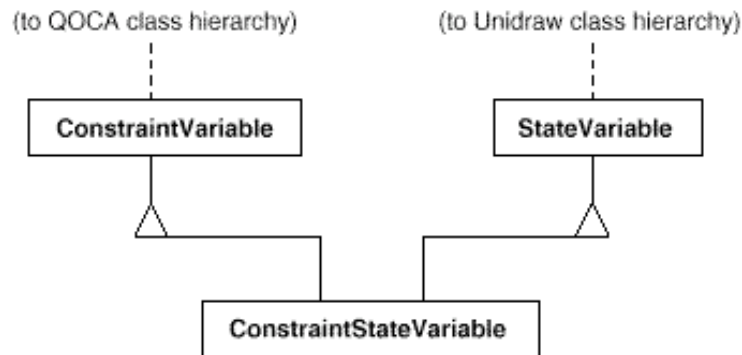 (to QOCA class hierarchy)
(to Unidraw class hierarchy)
ConstraintVariable
StateVariable
ConstraintStateVariable